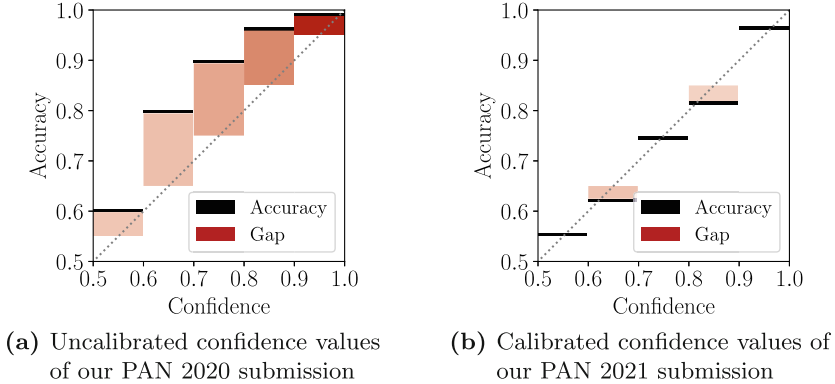 1.0
0.9
0.8
0.7
0.6
0.5
Accuracy
Accuracy
Gap
0.5 0.6 0.7 0.8 0.9 1.0
Confidence
(a) Uncalibrated confidence values
of our PAN 2020 submission
1.0
0.9
0.8
0.7
0.6
0.5
Accuracy
Accuracy
Gap
0.5 0.6 0.7 0.8 0.9 1.0
Confidence
(b) Calibrated confidence values of
our PAN 2021 submission